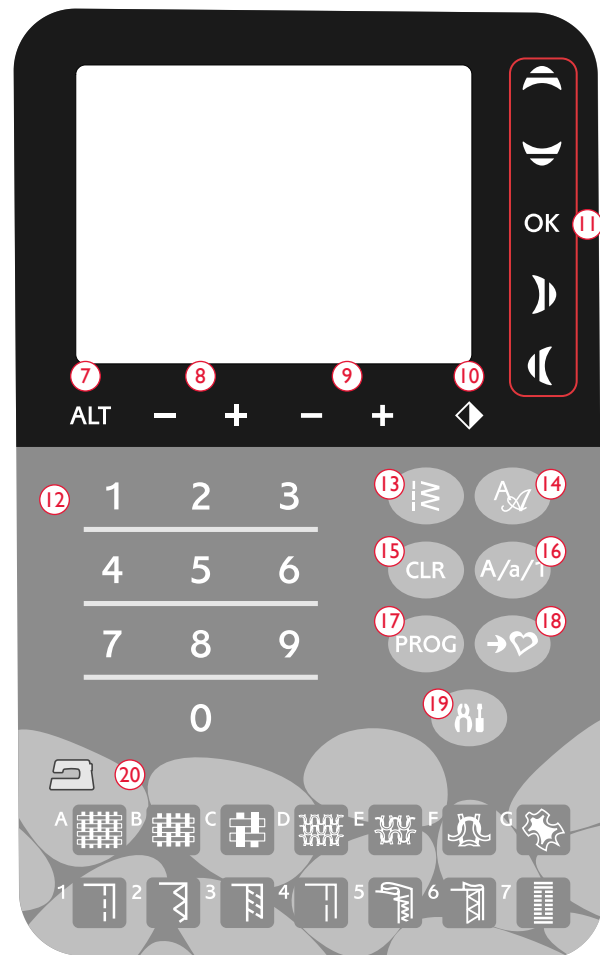 OK 11
7 8 9 10
ALT
12 1 2 3 13 14
4 5 6 15 CLR 16 A/a/1
7 8 9 17 PROG 18
0 19
20
A B C D E F G
1 2 3 4 5 6 7